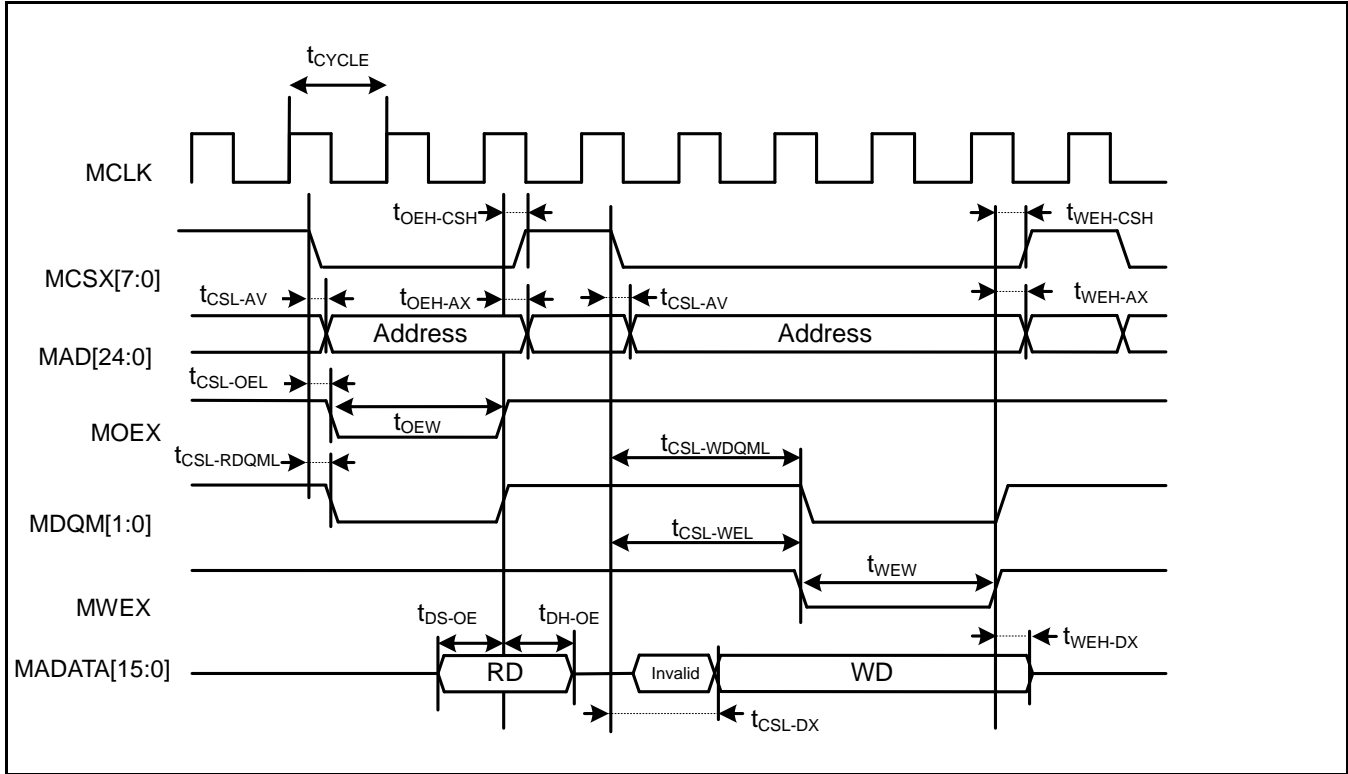 tCYCLE
MCLK
tOEH-CSH
tWEH-CSH
MCSX[7:0]
tCSL-AV
tOEH-AX
tCSL-AV
tWEH-AX
Address
Address
MAD[24:0]
tCSL-OEL
tOEW
MOEX
tCSL-WDQML
tCSL-RDQML
MDQM[1:0]
tCSL-WEL
tWEW
MWEX
tDS-OE
tDH-OE
tWEH-DX
MADATA[15:0]
RD
Invalid
WD
tCSL-DX